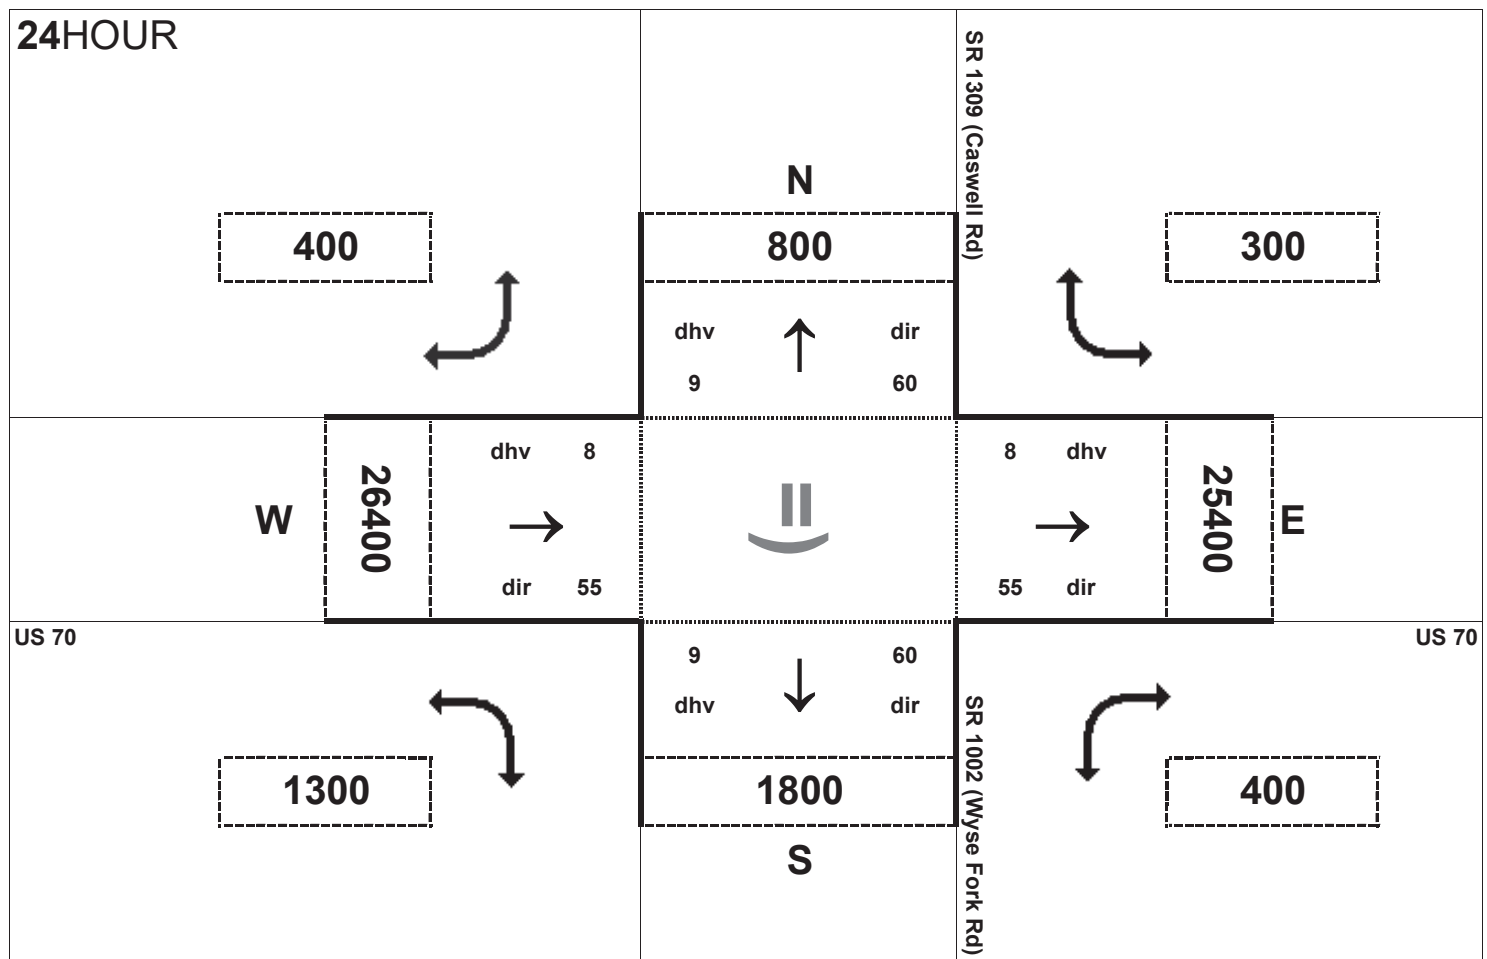 24HOUR
SR 1309 (Caswell Rd)
N
400
800
300
dhv
dir
9
60
dhv 8
8 dhv
W
26400
25400
E
dir 55
55 dir
US 70
US 70
9
60
dhv
dir
SR 1002 (Wyse Fork Rd)
1300
1800
400
S